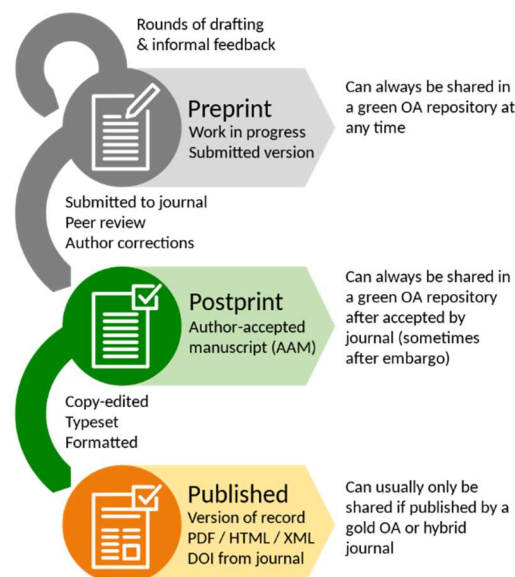 Rounds of drafting
& informal feedback
Preprint
Work in progress
Submitted version
Can always be shared in
a green OA repository at
any time
Submitted to journal
Peer review
Author corrections
Postprint
Author-accepted
manuscript (AAM)
Can always be shared in
a green OA repository
after accepted by
journal (sometimes
after embargo)
Copy-edited
Typeset
Formatted
Published
Version of record
PDF / HTML / XML
DOI from journal
Can usually only be
shared if published by a
gold OA or hybrid
journal